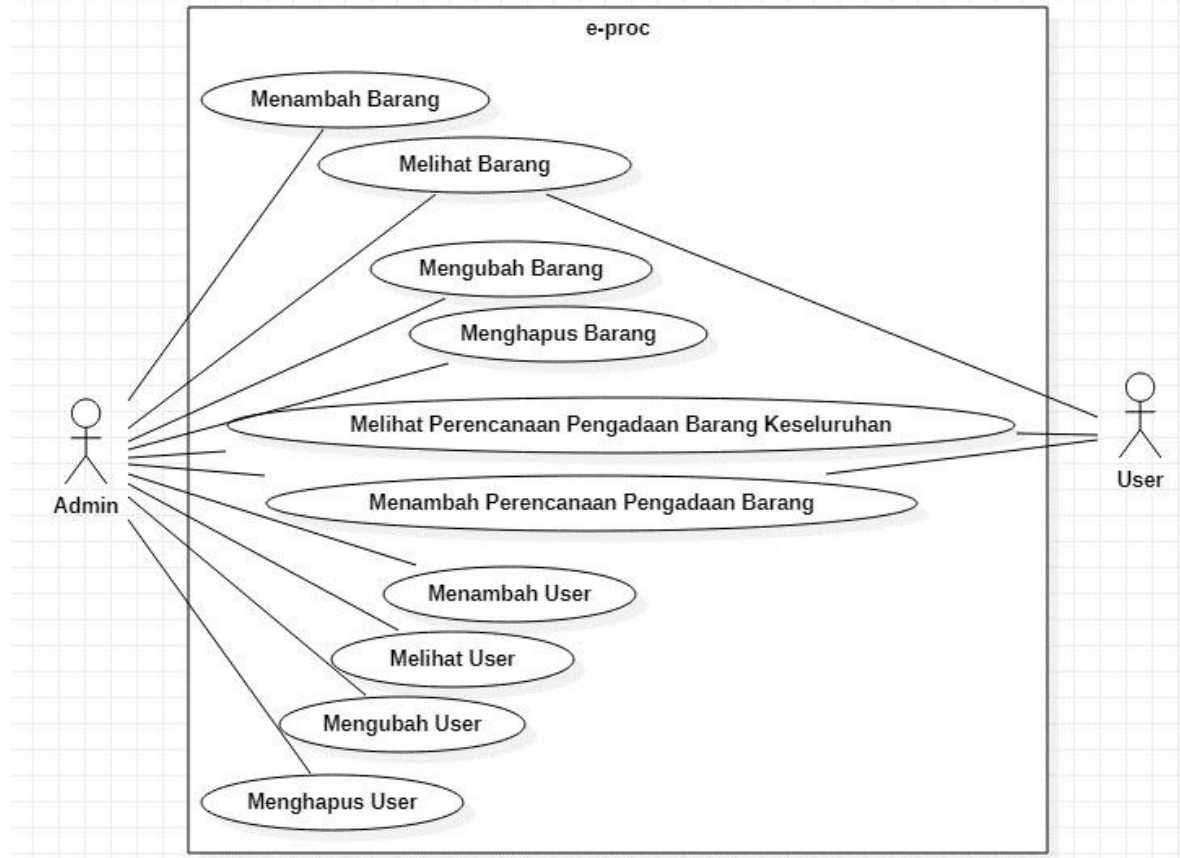 e-proc
Menambah Barang
Melihat Barang
Mengubah Barang
Menghapus Barang
Melihat Perencanaan Pengadaan Barang Keseluruhan
Menambah Perencanaan Pengadaan Barang
Admin
User
Menambah User
Melihat User
Mengubah User
Menghapus User